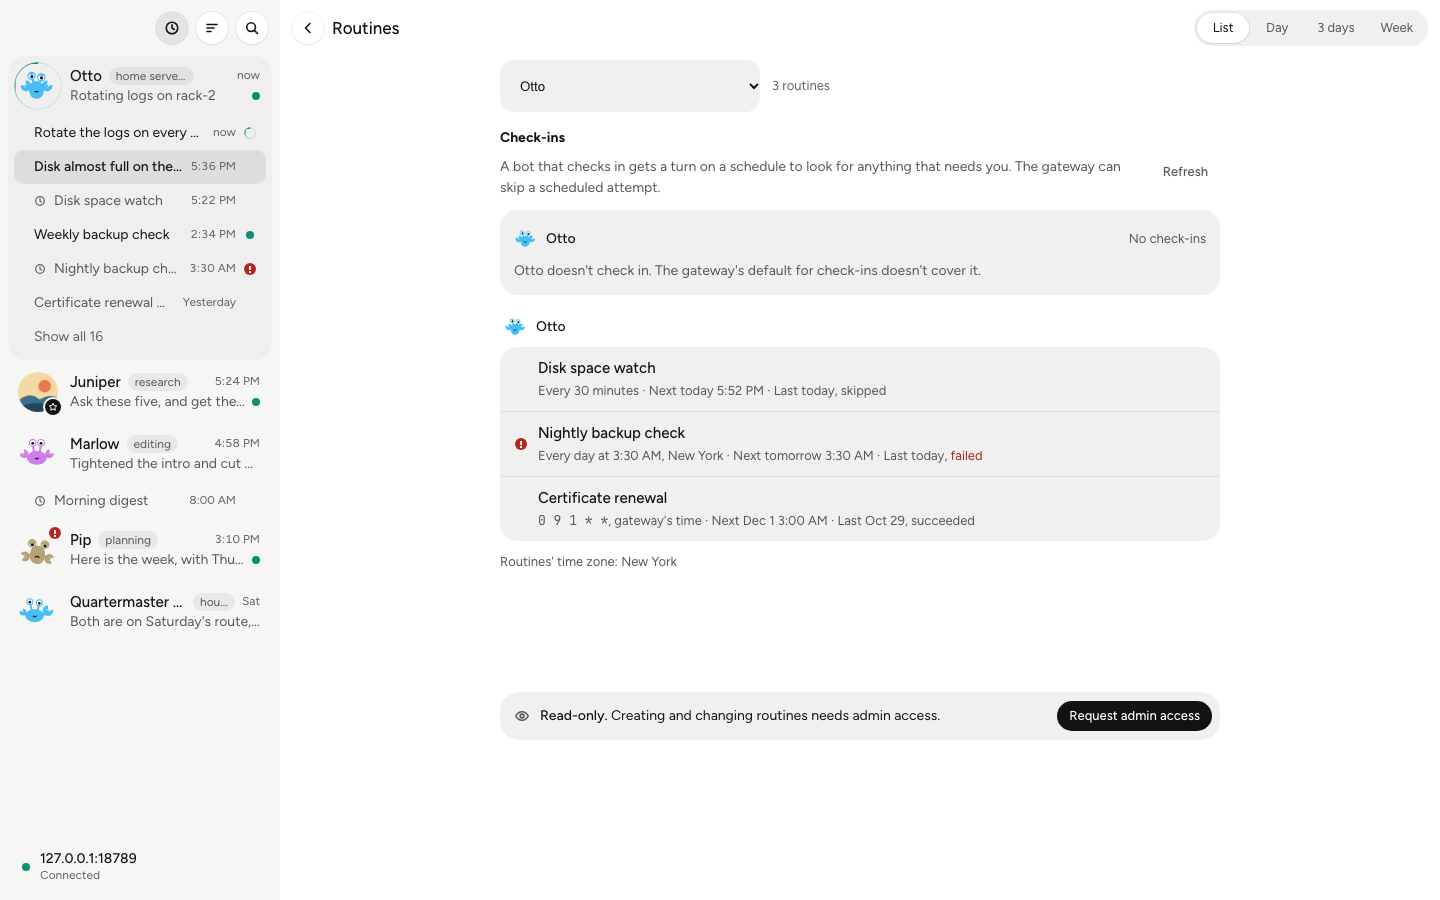 Otto home serve... now
Rotating logs on rack-2
Rotate the logs on every ... now
Disk almost full on the... 5:36 PM
Disk space watch 5:22 PM
Weekly backup check 2:34 PM
Nightly backup ch... 3:30 AM
Certificate renewal ... Yesterday
Show all 16
Juniper research 5:24 PM
Ask these five, and get the...
Marlow editing 4:58 PM
Tightened the intro and cut ...
Morning digest 8:00 AM
Pip planning 3:10 PM
Here is the week, with Thu...
Quartermaster ... hou... Sat
Both are on Saturday's route,...
127.0.0.1:18789
Connected
Routines
List Day 3 days Week
Otto 3 routines
Check-ins
A bot that checks in gets a turn on a schedule to look for anything that needs you. The gateway can
skip a scheduled attempt.
Refresh
Otto No check-ins
Otto doesn't check in. The gateway's default for check-ins doesn't cover it.
Otto
Disk space watch
Every 30 minutes · Next today 5:52 PM · Last today, skipped
Nightly backup check
Every day at 3:30 AM, New York · Next tomorrow 3:30 AM · Last today, failed
Certificate renewal
0 9 1 * *, gateway's time · Next Dec 1 3:00 AM · Last Oct 29, succeeded
Routines' time zone: New York
Read-only. Creating and changing routines needs admin access.
Request admin access